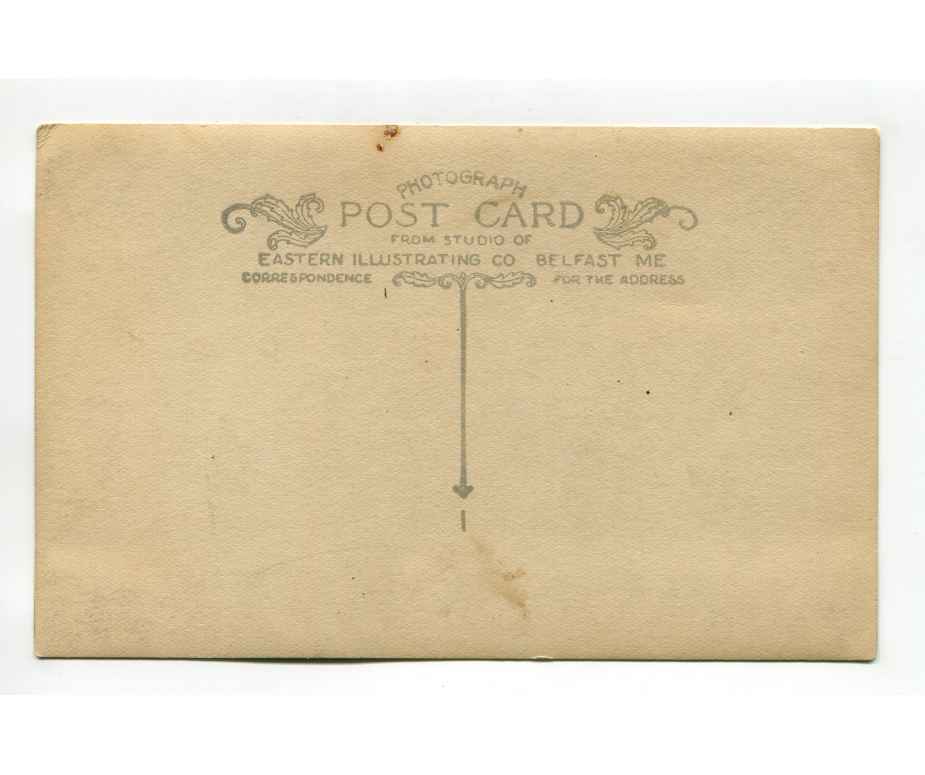 PHOTOGRAPH
POST CARD
FROM STUDIO OF
EASTERN ILLUSTRATING CO BELFAST ME
CORRESPONDENCE FOR THE ADDRESS